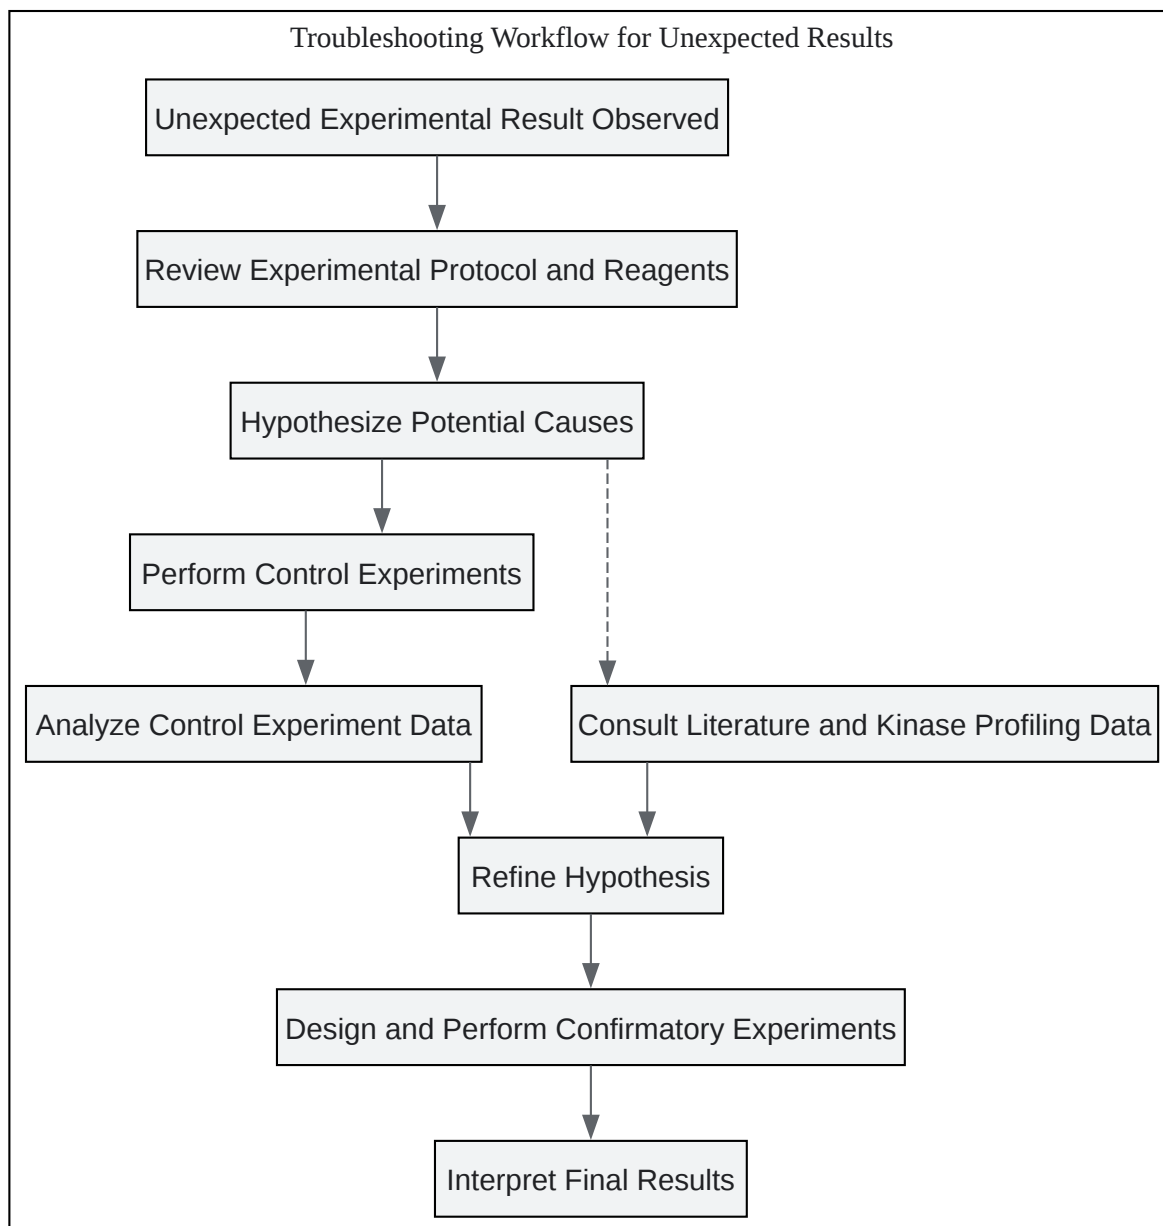 Troubleshooting Workflow for Unexpected Results
Unexpected Experimental Result Observed
Review Experimental Protocol and Reagents
Hypothesize Potential Causes
Perform Control Experiments
Analyze Control Experiment Data
Consult Literature and Kinase Profiling Data
Refine Hypothesis
Design and Perform Confirmatory Experiments
Interpret Final Results